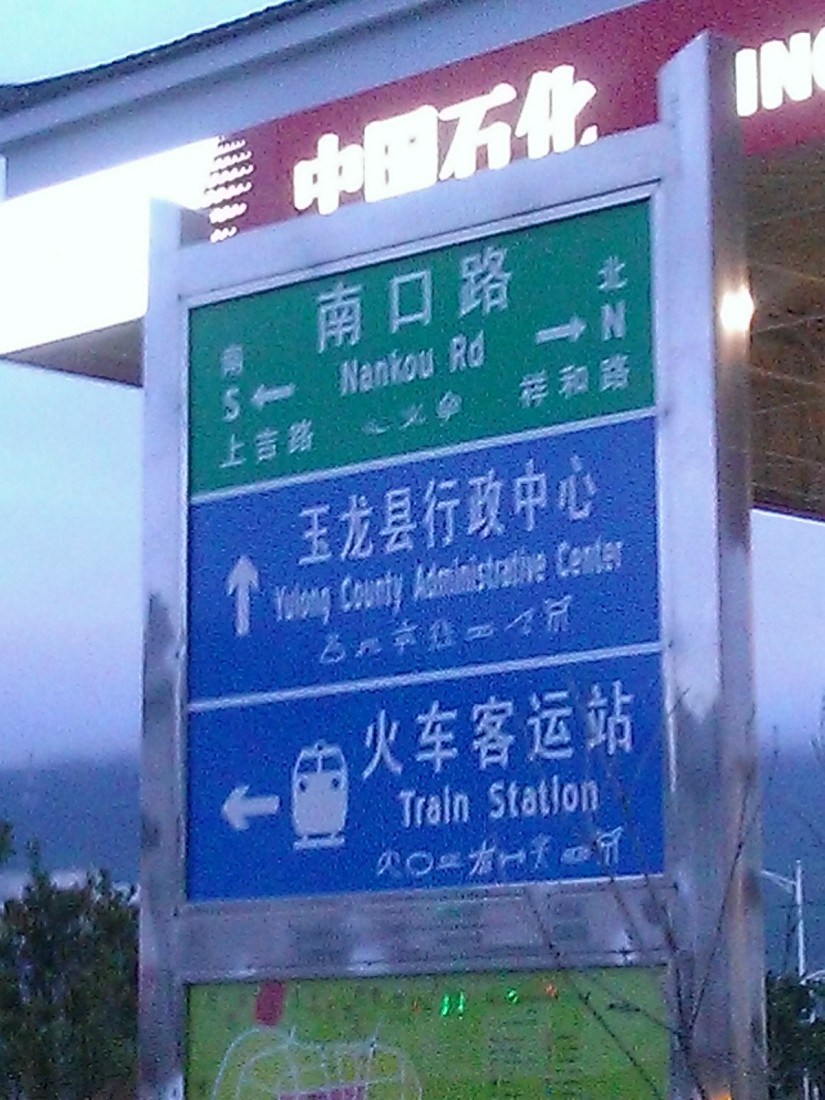 中国石化
南口路
北
南
Nankou Rd
→ N
S ←
祥和路
上吉路
玉龙县行政中心
↑ Yulong County Administrative Center
火车客运站
← Train Station